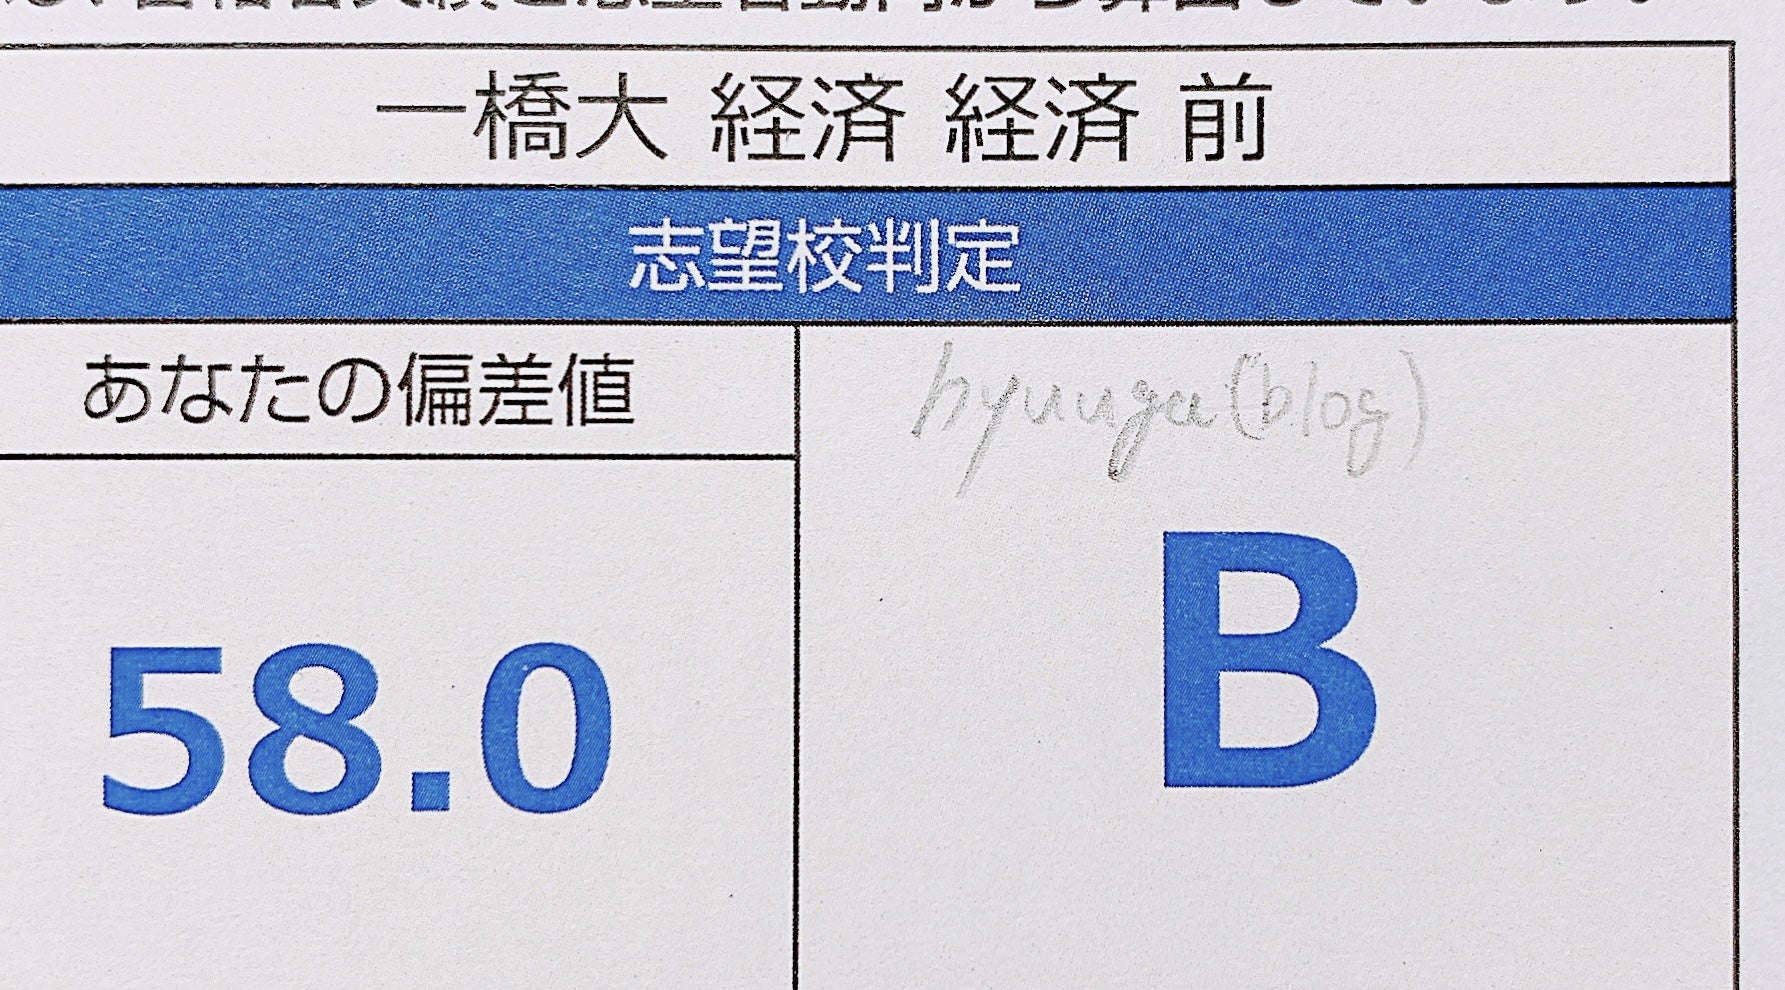 一橋大 経済 経済 前
志望校判定
あなたの偏差値
hyuuga(blog)
58.0
B